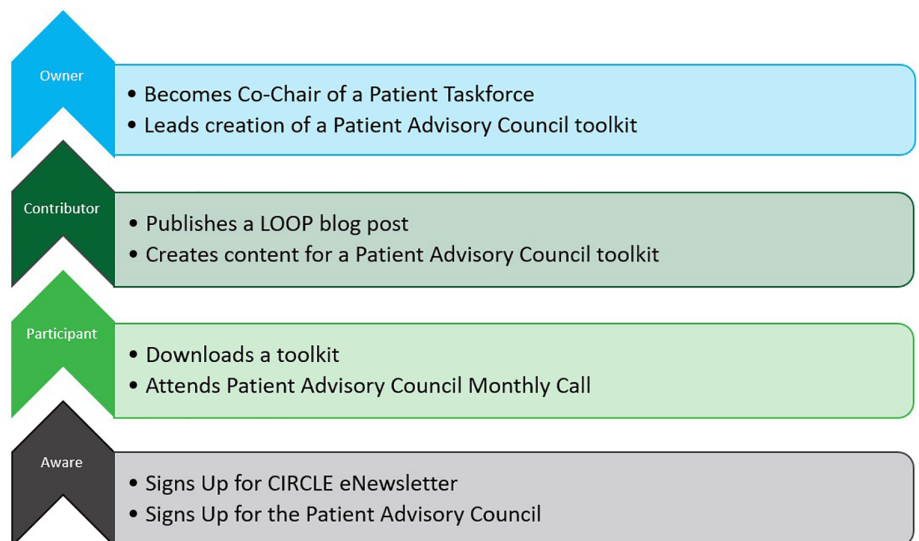 Owner
• Becomes Co-Chair of a Patient Taskforce
• Leads creation of a Patient Advisory Council toolkit
Contributor
• Publishes a LOOP blog post
• Creates content for a Patient Advisory Council toolkit
Participant
• Downloads a toolkit
• Attends Patient Advisory Council Monthly Call
Aware
• Signs Up for CIRCLE eNewsletter
• Signs Up for the Patient Advisory Council